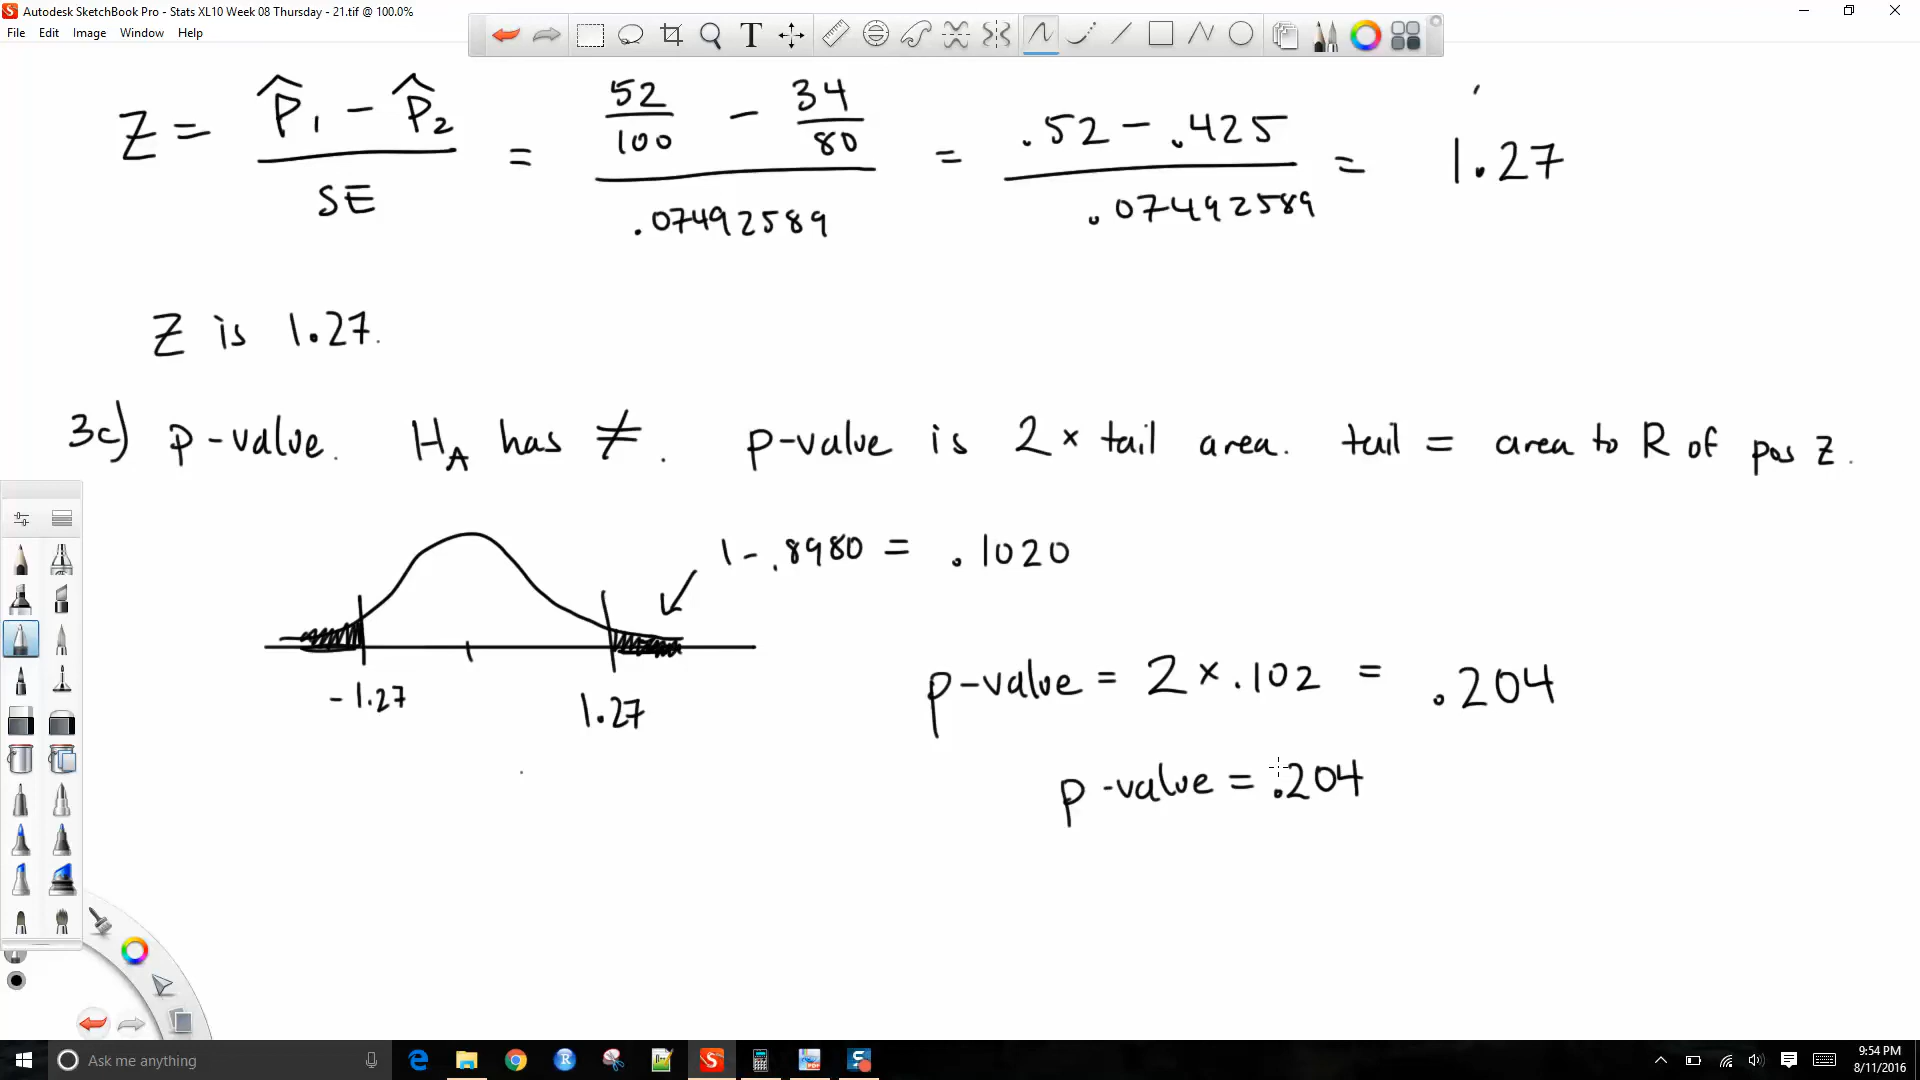 Autodesk SketchBook Pro - Stats XL10 Week 08 Thursday - 21.tif @ 100.0%
File Edit Image Window Help
Z = P̂₁ - P̂₂ / SE = 52/100 - 34/80 / .07492589 = .52 - .425 / .07492589 = 1.27
Z is 1.27.
3c) p-value. H_A has ≠. p-value is 2 × tail area. tail = area to R of pos Z.
1 - .8980 = .1020
-1.27 1.27
p-value = 2 × .102 = .204
p-value = .204
Ask me anything
9:54 PM
8/11/2016